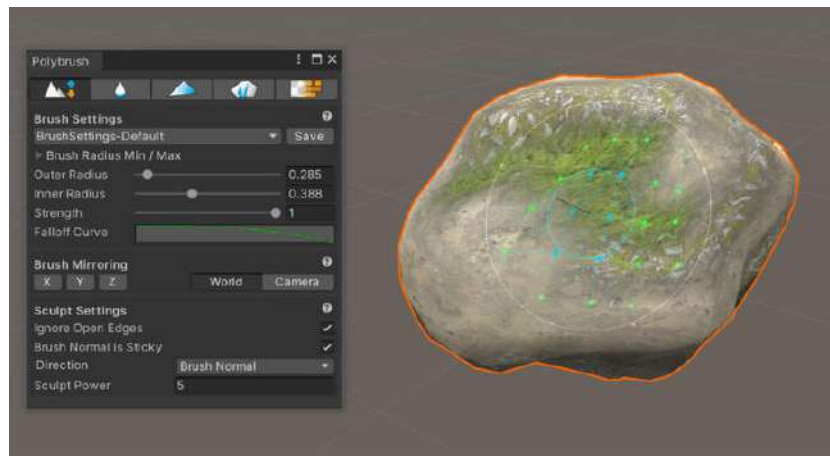 Polybrush
Brush Settings
BrushSettings-Default Save
Brush Radius Min / Max
Outer Radius 0.285
Inner Radius 0.388
Strength 1
Falloff Curve
Brush Mirroring
X Y Z World Camera
Sculpt Settings
Ignore Open Edges
Brush Normal is Sticky
Direction Brush Normal
Sculpt Power 5